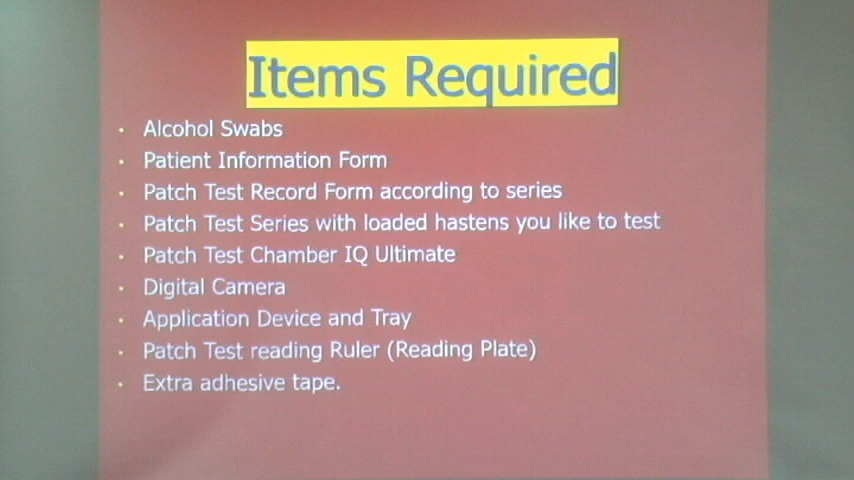 Items Required
• Alcohol Swabs
• Patient Information Form
• Patch Test Record Form according to series
• Patch Test Series with loaded hastens you like to test
• Patch Test Chamber IQ Ultimate
• Digital Camera
• Application Device and Tray
• Patch Test reading Ruler (Reading Plate)
• Extra adhesive tape.